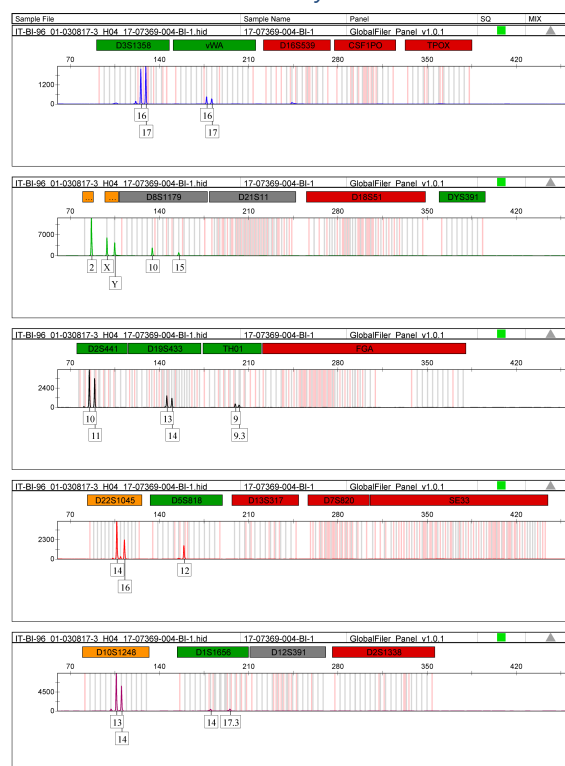 Sample File Sample Name Panel SQ MIX
IT-BI-96_01-030817-3_H04_17-07369-004-BI-1.hid 17-07369-004-BI-1 GlobalFiler_Panel_v1.0.1
D3S1358 vWA D16S539 CSF1PO TPOX
70 140 210 280 350 420
1200
0
16 16
17 17
IT-BI-96_01-030817-3_H04_17-07369-004-BI-1.hid 17-07369-004-BI-1 GlobalFiler_Panel_v1.0.1
... ... D8S1179 D21S11 D18S51 DYS391
70 140 210 280 350 420
7000
0
2 X 10 15
Y
IT-BI-96_01-030817-3_H04_17-07369-004-BI-1.hid 17-07369-004-BI-1 GlobalFiler_Panel_v1.0.1
D2S441 D19S433 TH01 FGA
70 140 210 280 350 420
2400
0
10 13 9
11 14 9.3
IT-BI-96_01-030817-3_H04_17-07369-004-BI-1.hid 17-07369-004-BI-1 GlobalFiler_Panel_v1.0.1
D22S1045 D5S818 D13S317 D7S820 SE33
70 140 210 280 350 420
2300
0
14 12
16
IT-BI-96_01-030817-3_H04_17-07369-004-BI-1.hid 17-07369-004-BI-1 GlobalFiler_Panel_v1.0.1
D10S1248 D1S1656 D12S391 D2S1338
70 140 210 280 350 420
4500
0
13 14 17.3
14